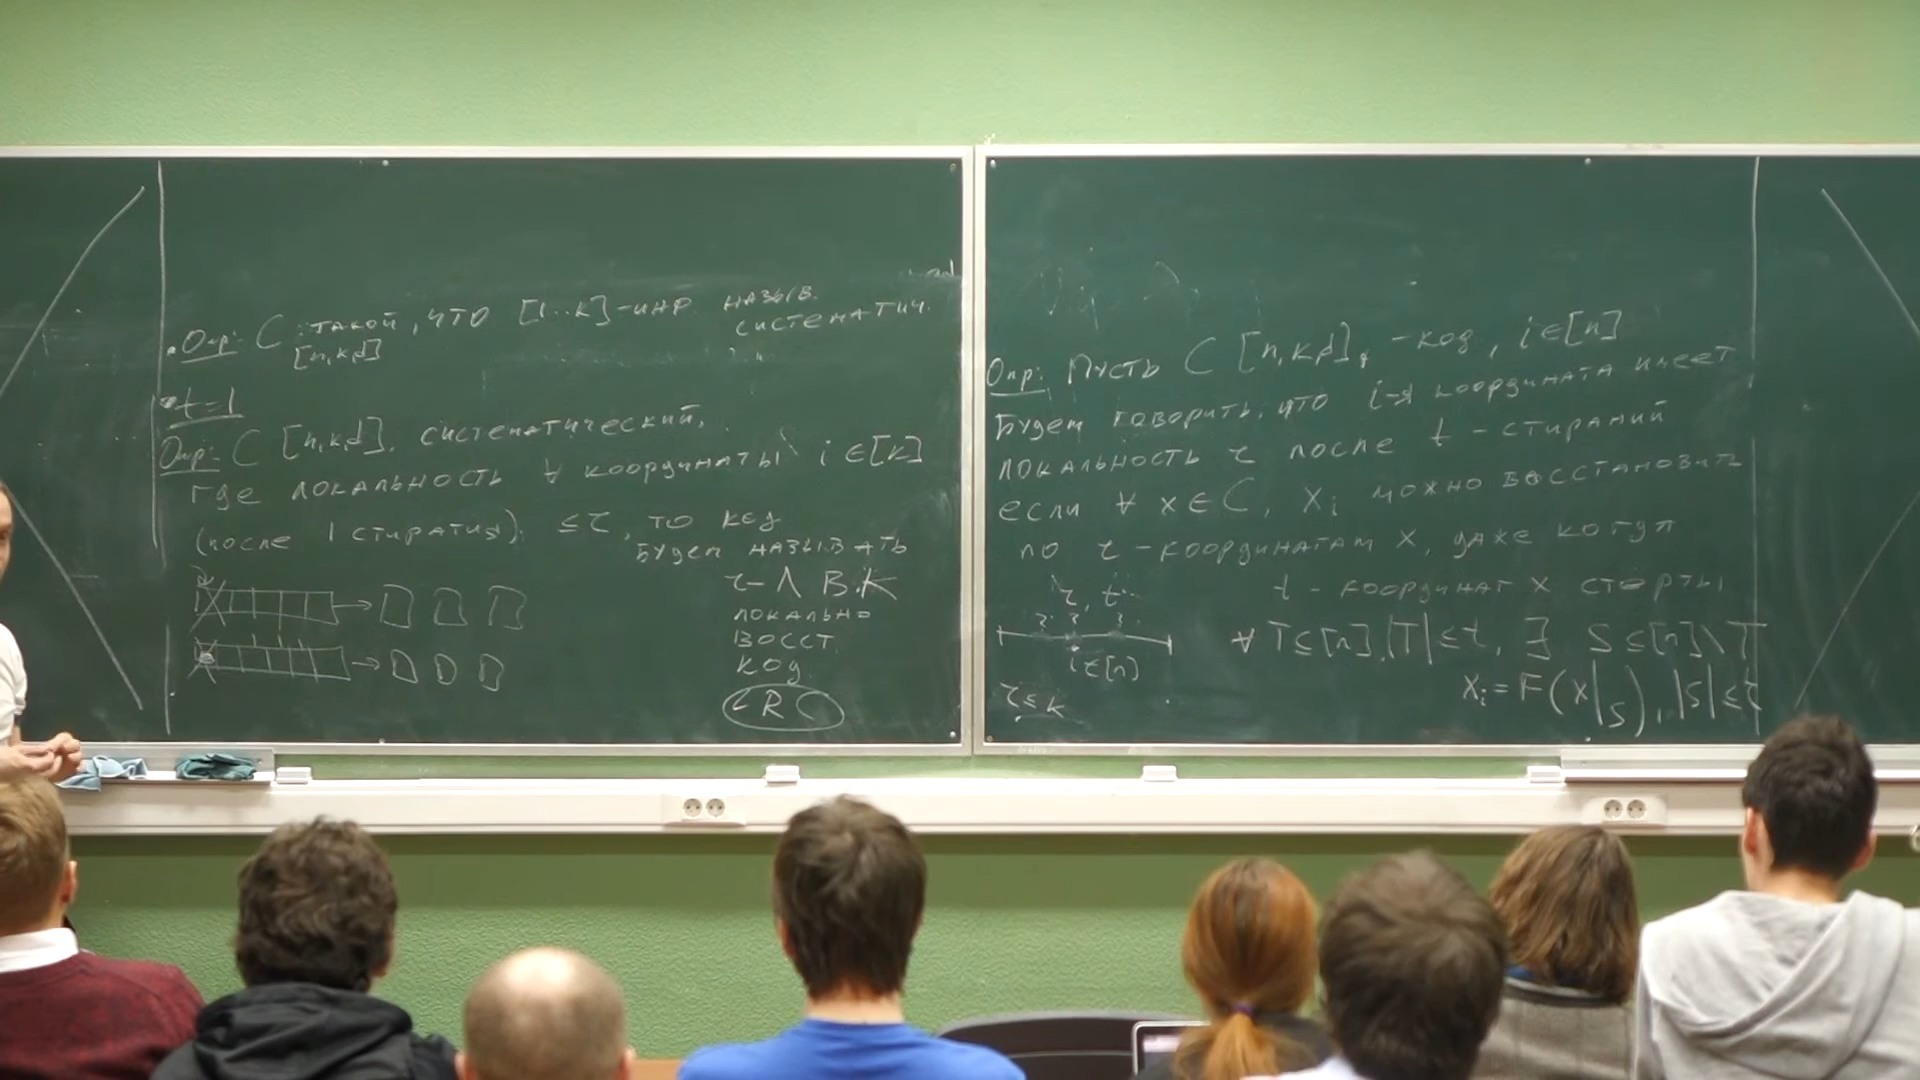 Опр: C такой, что [1..k]-инф. назыв.
[n,k,d] систематич.
t=1
Опр: C [n,k,d], систематический,
где локальность ∀ координаты i∈[k]
(после 1 стирания) ≤ r, то код
будем называть
r-ЛВК
локально
восст.
код
LRC
Опр: Пусть C [n,k,d]q -код, i∈[n]
Будем говорить, что i-я координата имеет
локальность r после t - стираний
если ∀ x∈C, xᵢ можно восстановить
по r - координатам x, даже когда
t - координат x стерты
r, t
? ? ?
i∈[n]
r≤k
∀ T⊆[n], |T|≤t, ∃ S⊆[n]\T
xᵢ = F(x|S), |S|≤r